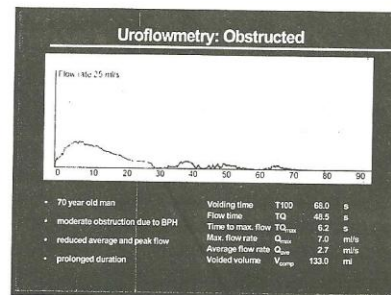 Uroflowmetry: Obstructed
Flow rate 25 ml/s
0 10 20 30 40 50 60 70 80 90
• 70 year old man
• moderate obstruction due to BPH
• reduced average and peak flow
• prolonged duration
Voiding time T100 68.0 s
Flow time TQ 48.5 s
Time to max. flow TQmax 6.2 s
Max. flow rate Qmax 7.0 ml/s
Average flow rate Qave 2.7 ml/s
Voided volume Vcomp 133.0 ml